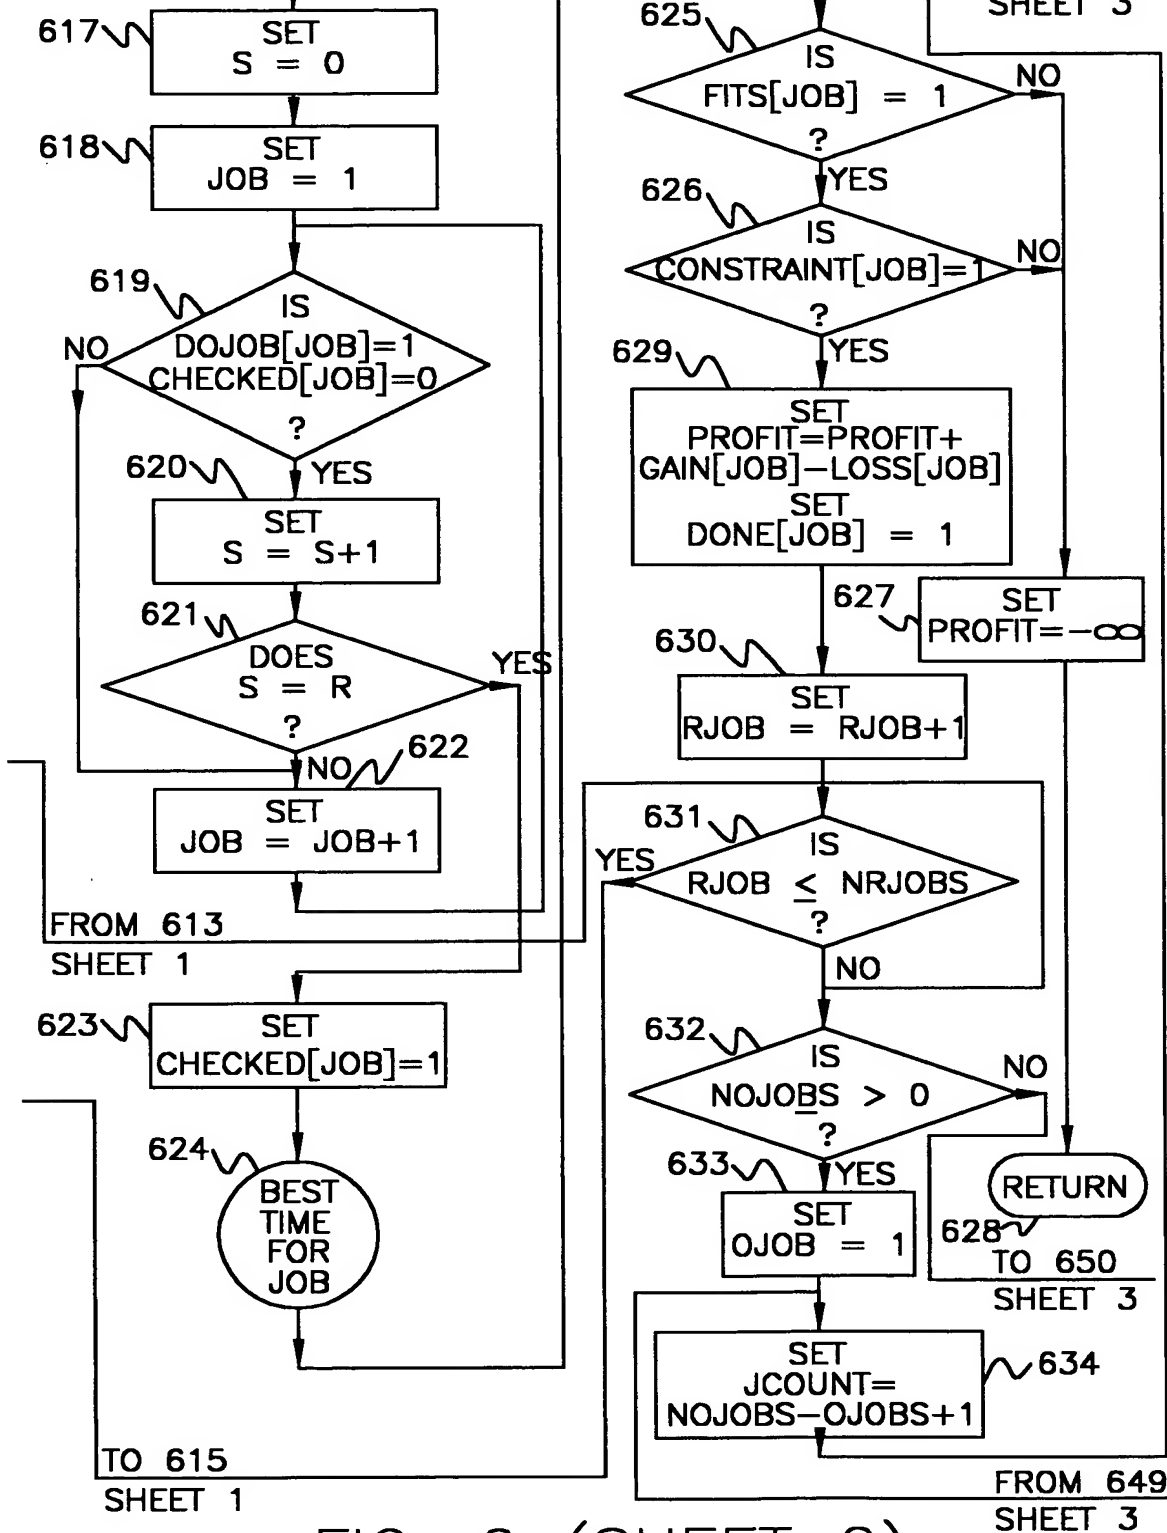 617
SET
S = 0
618
SET
JOB = 1
619
IS
DOJOB[JOB]=1
CHECKED[JOB]=0
?
NO
YES
620
SET
S = S+1
621
DOES
S = R
?
YES
NO
622
SET
JOB = JOB+1
FROM 613
SHEET 1
623
SET
CHECKED[JOB]=1
624
BEST
TIME
FOR
JOB
TO 615
SHEET 1
SHEET 3
625
IS
FITS[JOB] = 1
?
NO
YES
626
IS
CONSTRAINT[JOB]=1
?
NO
YES
629
SET
PROFIT=PROFIT+
GAIN[JOB]-LOSS[JOB]
SET
DONE[JOB] = 1
627
SET
PROFIT=-∞
630
SET
RJOB = RJOB+1
631
IS
RJOB ≤ NRJOBS
?
YES
NO
632
IS
NOJOBS > 0
?
NO
YES
633
SET
OJOB = 1
RETURN
628
TO 650
SHEET 3
634
SET
JCOUNT=
NOJOBS-OJOBS+1
FROM 649
SHEET 3